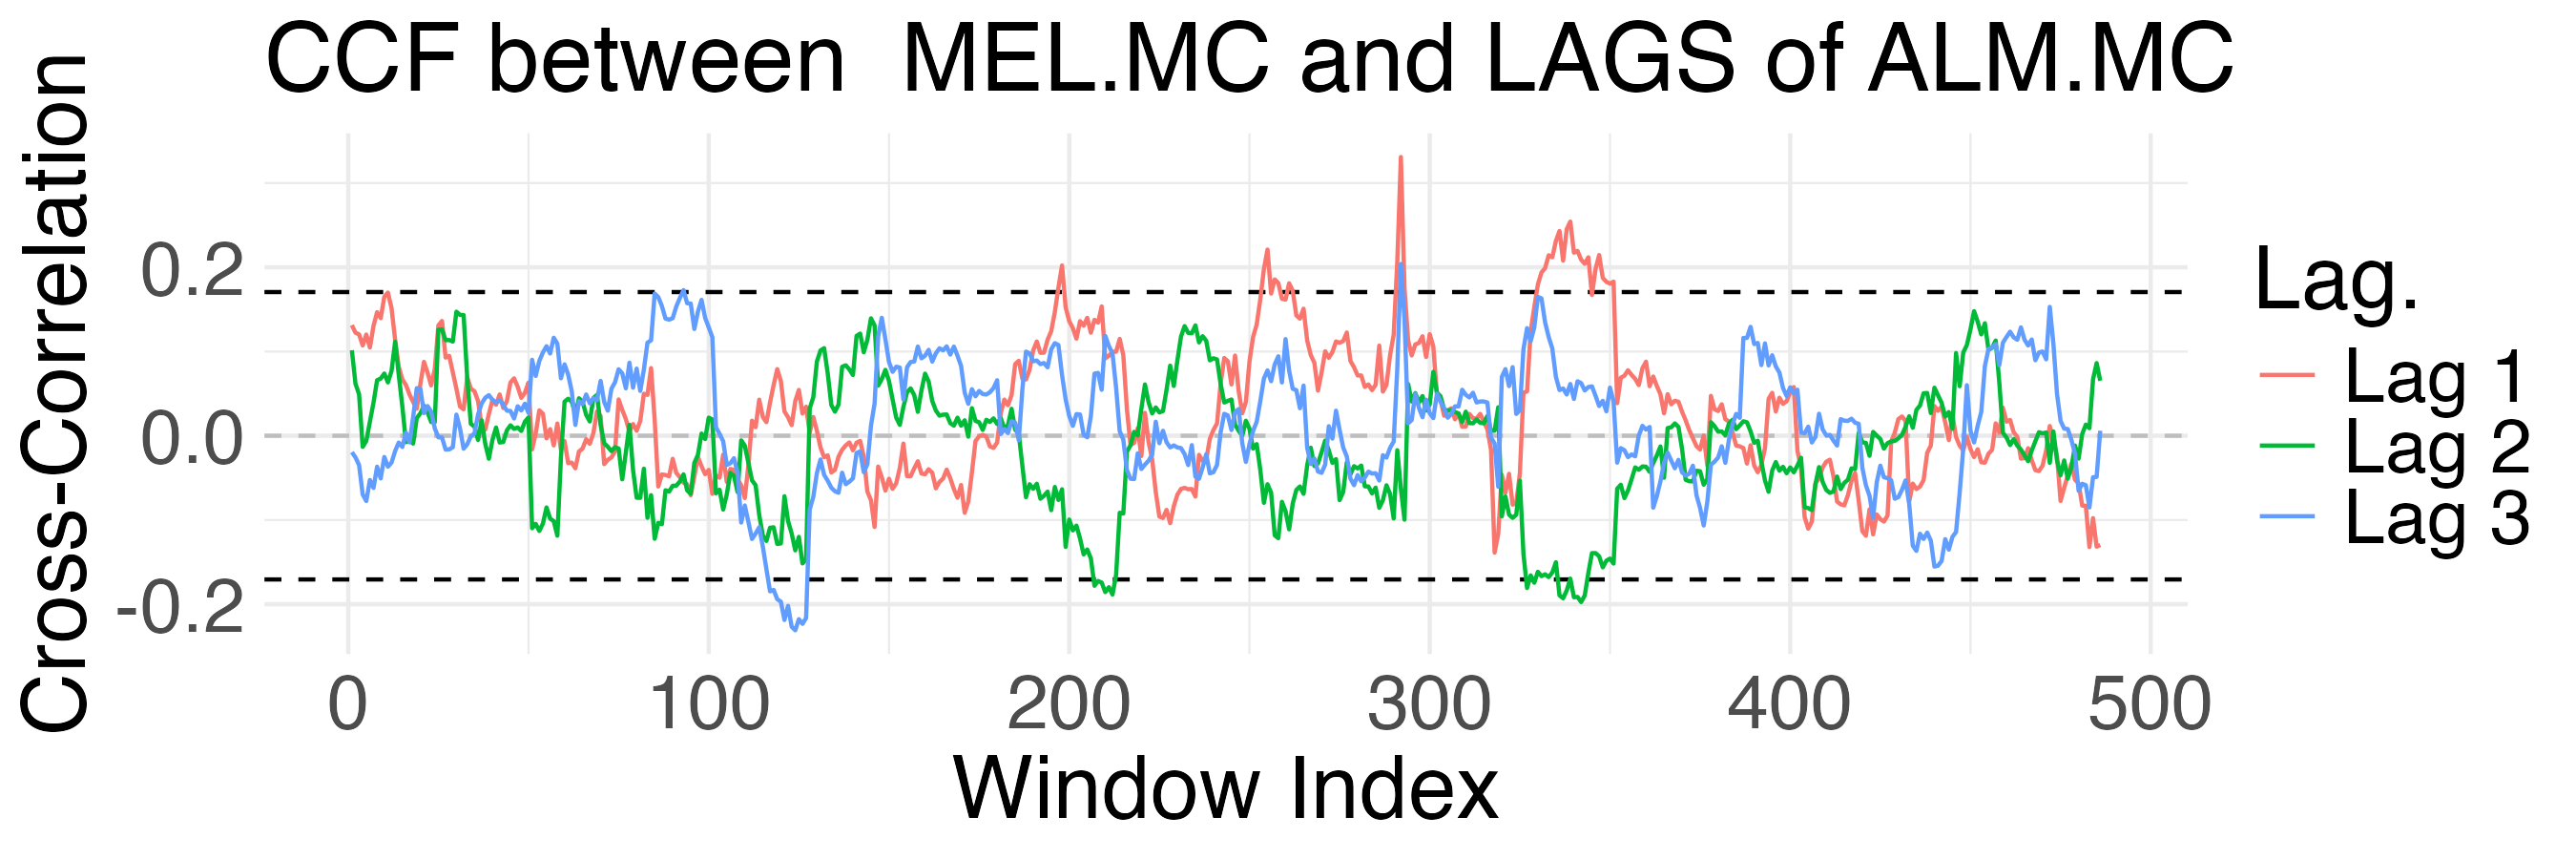 CCF between  MEL.MC and LAGS of ALM.MC
Cross-Correlation
0.2
0.0
-0.2
0 100 200 300 400 500
Window Index
Lag.
Lag 1
Lag 2
Lag 3